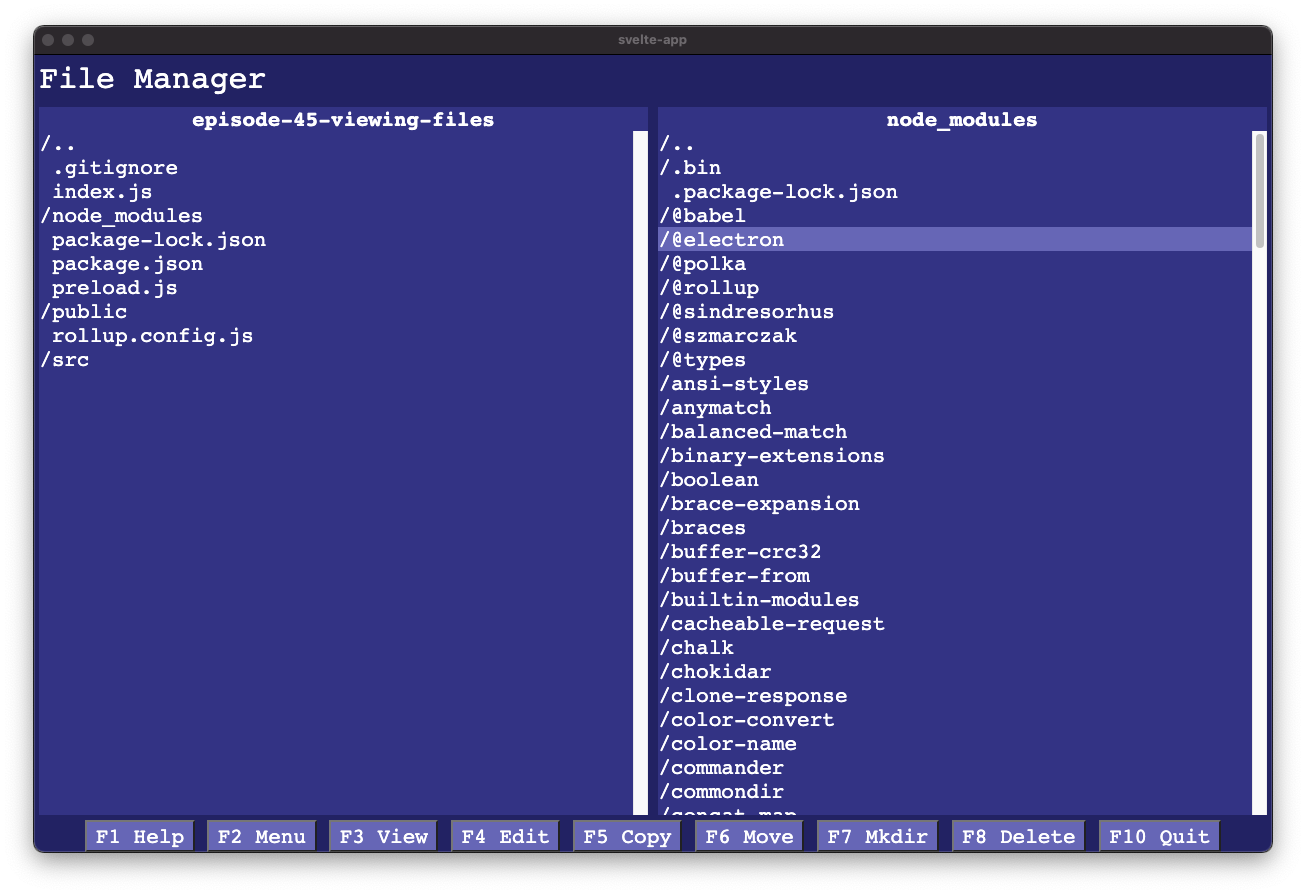 svelte-app
File Manager
episode-45-viewing-files
/..
.gitignore
index.js
/node_modules
package-lock.json
package.json
preload.js
/public
rollup.config.js
/src
node_modules
/..
/.bin
.package-lock.json
/@babel
/@electron
/@polka
/@rollup
/@sindresorhus
/@szmarczak
/@types
/ansi-styles
/anymatch
/balanced-match
/binary-extensions
/boolean
/brace-expansion
/braces
/buffer-crc32
/buffer-from
/builtin-modules
/cacheable-request
/chalk
/chokidar
/clone-response
/color-convert
/color-name
/commander
/commondir
/concat-map
F1 Help F2 Menu F3 View F4 Edit F5 Copy F6 Move F7 Mkdir F8 Delete F10 Quit